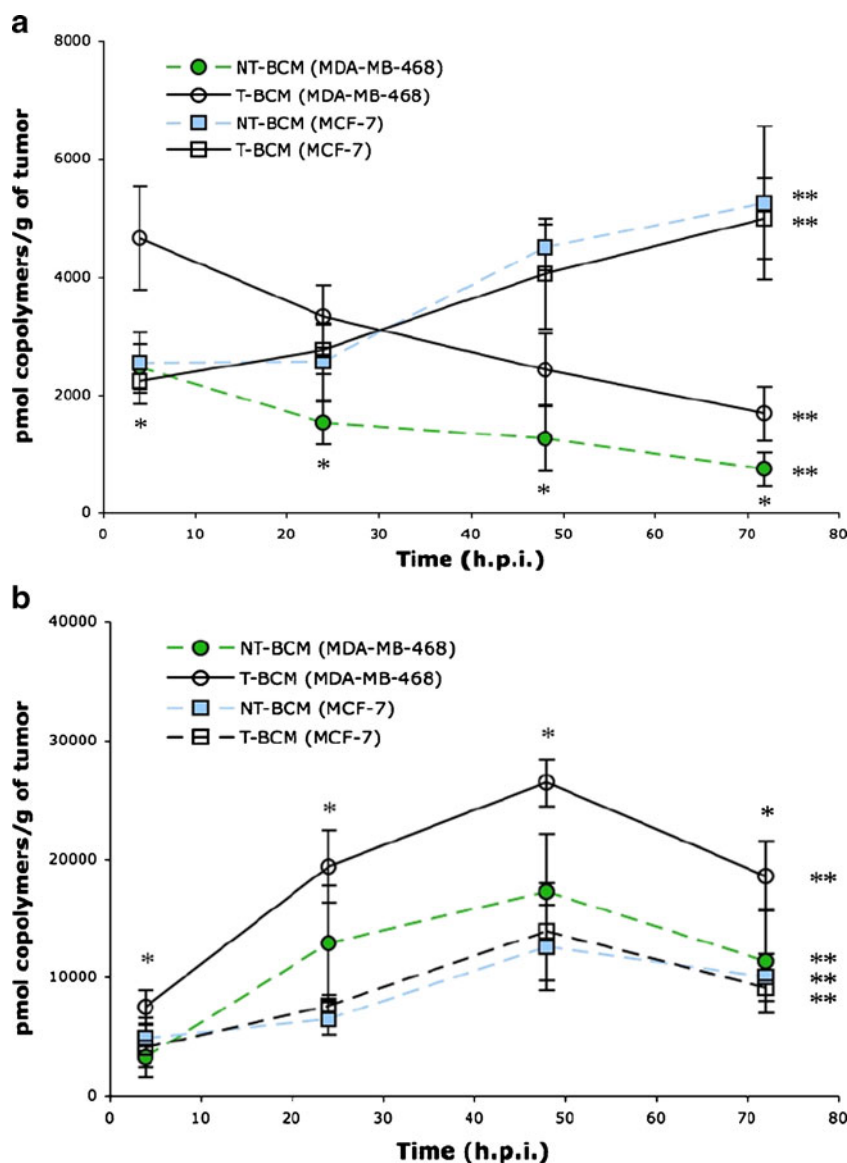 a
pmol copolymers/g of tumor
8000
6000
4000
2000
0
NT-BCM (MDA-MB-468)
T-BCM (MDA-MB-468)
NT-BCM (MCF-7)
T-BCM (MCF-7)
**
**
**
**
*
*
*
*
0 10 20 30 40 50 60 70 80
Time (h.p.i.)
b
pmol copolymers/g of tumor
40000
30000
20000
10000
0
NT-BCM (MDA-MB-468)
T-BCM (MDA-MB-468)
NT-BCM (MCF-7)
T-BCM (MCF-7)
*
*
*
*
**
**
**
**
0 10 20 30 40 50 60 70 80
Time (h.p.i.)